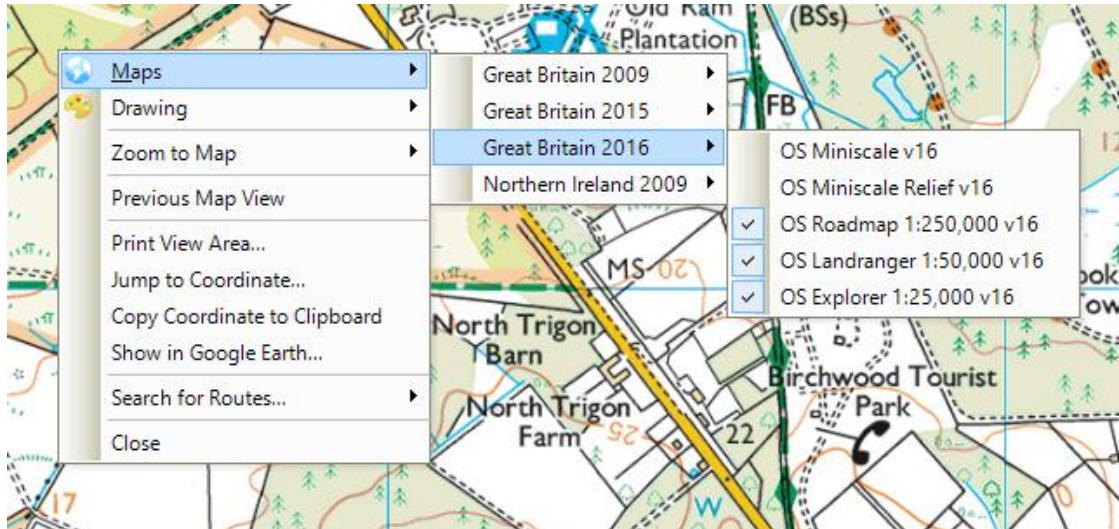 Old Ram
Plantation
(BSs)
Maps
Drawing
Zoom to Map
Previous Map View
Print View Area...
Jump to Coordinate...
Copy Coordinate to Clipboard
Show in Google Earth...
Search for Routes...
Close
Great Britain 2009
Great Britain 2015
Great Britain 2016
Northern Ireland 2009
OS Miniscale v16
OS Miniscale Relief v16
OS Roadmap 1:250,000 v16
OS Landranger 1:50,000 v16
OS Explorer 1:25,000 v16
FB
MS
20
North Trigon
Barn
North Trigon
Farm
25
22
Birchwood Tourist
Park
17
W